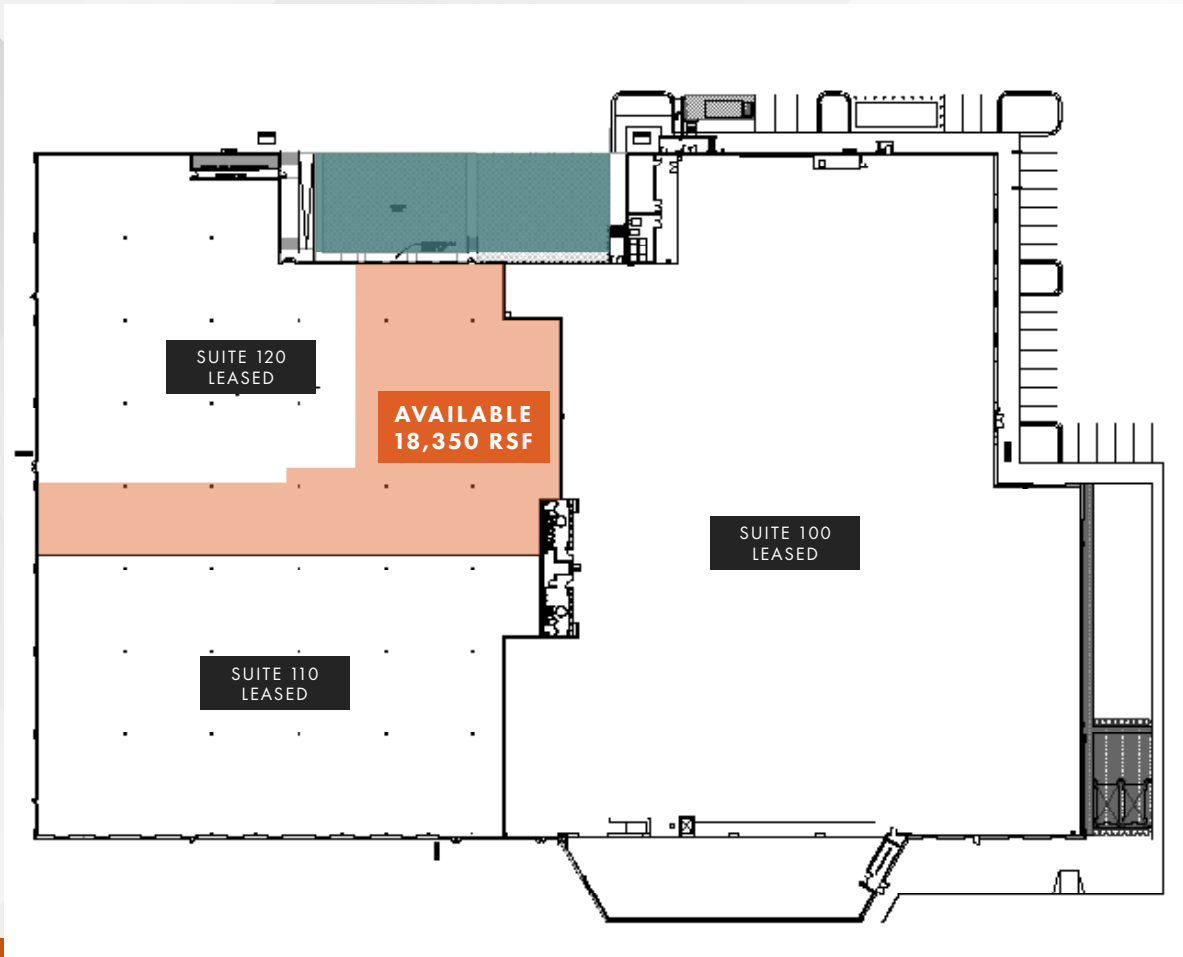 SUITE 120
LEASED
AVAILABLE
18,350 RSF
SUITE 100
LEASED
SUITE 110
LEASED